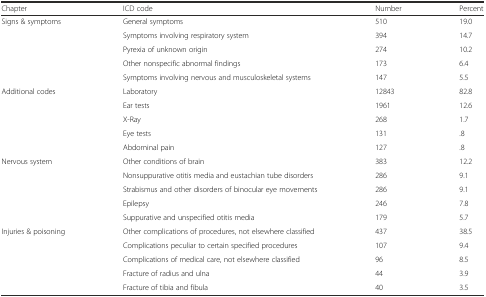 Chapter ICD code Number Percent
Signs & symptoms General symptoms 510 19.0
Symptoms involving respiratory system 394 14.7
Pyrexia of unknown origin 274 10.2
Other nonspecific abnormal findings 173 6.4
Symptoms involving nervous and musculoskeletal systems 147 5.5
Additional codes Laboratory 12843 82.8
Ear tests 1961 12.6
X-Ray 268 1.7
Eye tests 131 .8
Abdominal pain 127 .8
Nervous system Other conditions of brain 383 12.2
Nonsuppurative otitis media and eustachian tube disorders 286 9.1
Strabismus and other disorders of binocular eye movements 286 9.1
Epilepsy 246 7.8
Suppurative and unspecified otitis media 179 5.7
Injuries & poisoning Other complications of procedures, not elsewhere classified 437 38.5
Complications peculiar to certain specified procedures 107 9.4
Complications of medical care, not elsewhere classified 96 8.5
Fracture of radius and ulna 44 3.9
Fracture of tibia and fibula 40 3.5